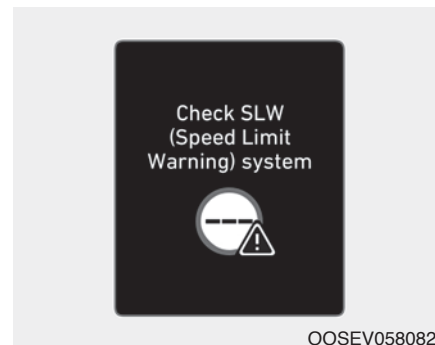 Check SLW
(Speed Limit
Warning) system
---
OOSEV058082